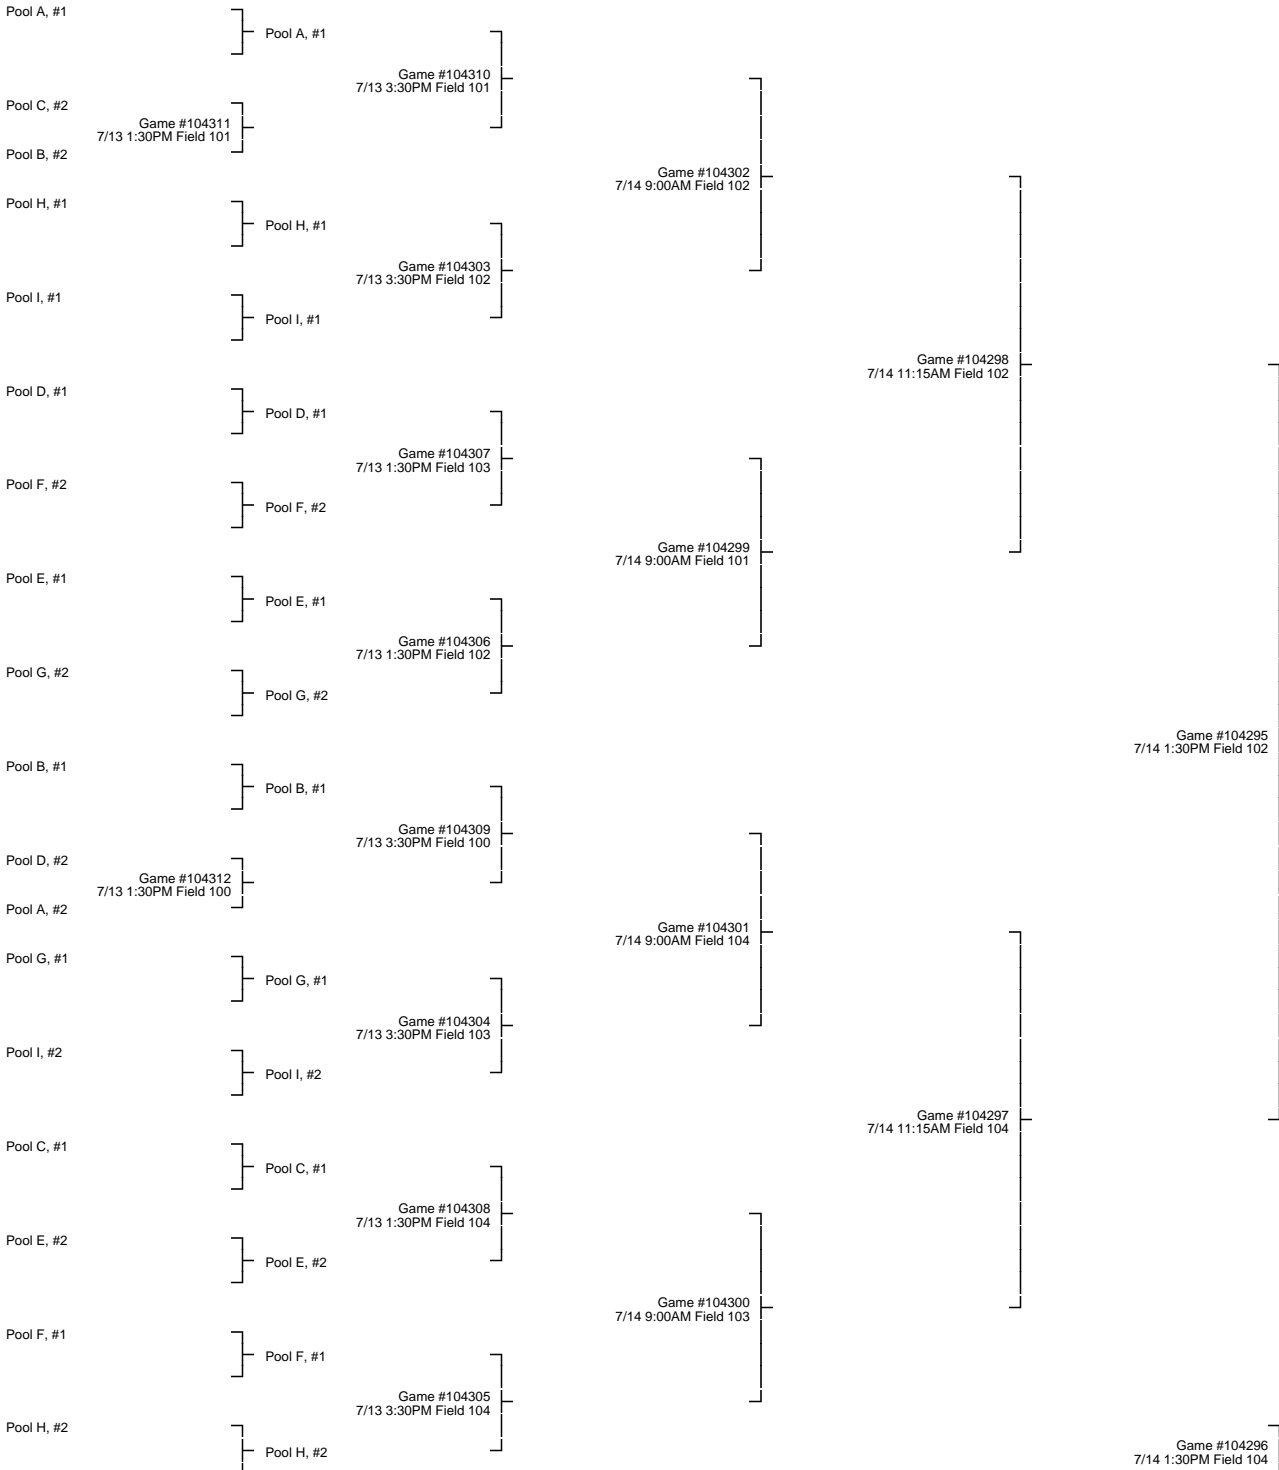 Pool A, #1
Pool A, #1
Game #104310
7/13 3:30PM Field 101
Pool C, #2
Game #104311
7/13 1:30PM Field 101
Pool B, #2
Game #104302
7/14 9:00AM Field 102
Pool H, #1
Pool H, #1
Game #104303
7/13 3:30PM Field 102
Pool I, #1
Pool I, #1
Game #104298
7/14 11:15AM Field 102
Pool D, #1
Pool D, #1
Game #104307
7/13 1:30PM Field 103
Pool F, #2
Pool F, #2
Game #104299
7/14 9:00AM Field 101
Pool E, #1
Pool E, #1
Game #104306
7/13 1:30PM Field 102
Pool G, #2
Pool G, #2
Game #104295
7/14 1:30PM Field 102
Pool B, #1
Pool B, #1
Game #104309
7/13 3:30PM Field 100
Pool D, #2
Game #104312
7/13 1:30PM Field 100
Pool A, #2
Game #104301
7/14 9:00AM Field 104
Pool G, #1
Pool G, #1
Game #104304
7/13 3:30PM Field 103
Pool I, #2
Pool I, #2
Game #104297
7/14 11:15AM Field 104
Pool C, #1
Pool C, #1
Game #104308
7/13 1:30PM Field 104
Pool E, #2
Pool E, #2
Game #104300
7/14 9:00AM Field 103
Pool F, #1
Pool F, #1
Game #104305
7/13 3:30PM Field 104
Pool H, #2
Pool H, #2
Game #104296
7/14 1:30PM Field 104